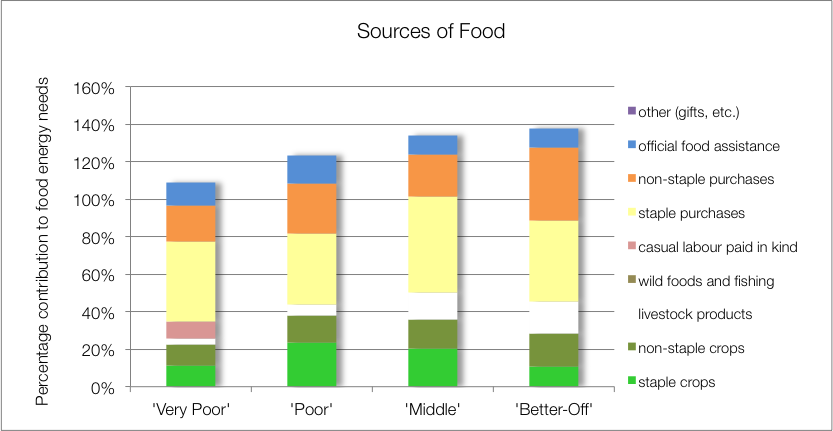 Sources of Food
Percentage contribution to food energy needs
160%
140%
120%
100%
80%
60%
40%
20%
0%
'Very Poor'
'Poor'
'Middle'
'Better-Off'
other (gifts, etc.)
official food assistance
non-staple purchases
staple purchases
casual labour paid in kind
wild foods and fishing
livestock products
non-staple crops
staple crops